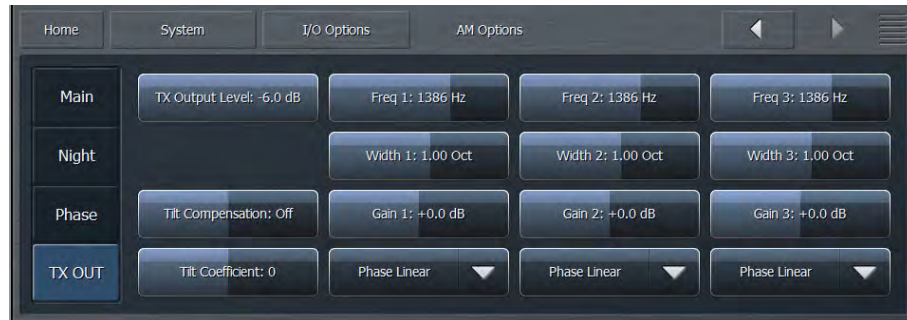 Home System I/O Options AM Options
Main TX Output Level: -6.0 dB Freq 1: 1386 Hz Freq 2: 1386 Hz Freq 3: 1386 Hz
Night Width 1: 1.00 Oct Width 2: 1.00 Oct Width 3: 1.00 Oct
Phase Tilt Compensation: Off Gain 1: +0.0 dB Gain 2: +0.0 dB Gain 3: +0.0 dB
TX OUT Tilt Coefficient: 0 Phase Linear Phase Linear Phase Linear